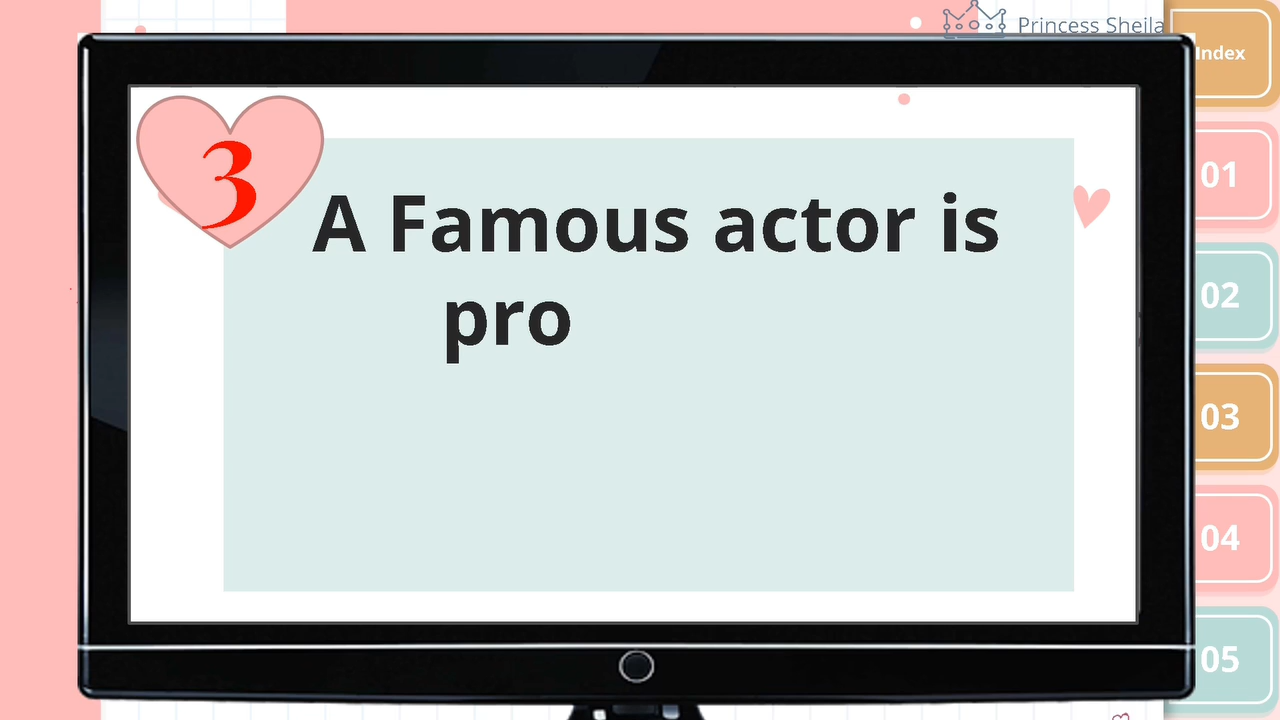 Princess Sheila
Index
3
A Famous actor is
pro
01
02
03
04
05